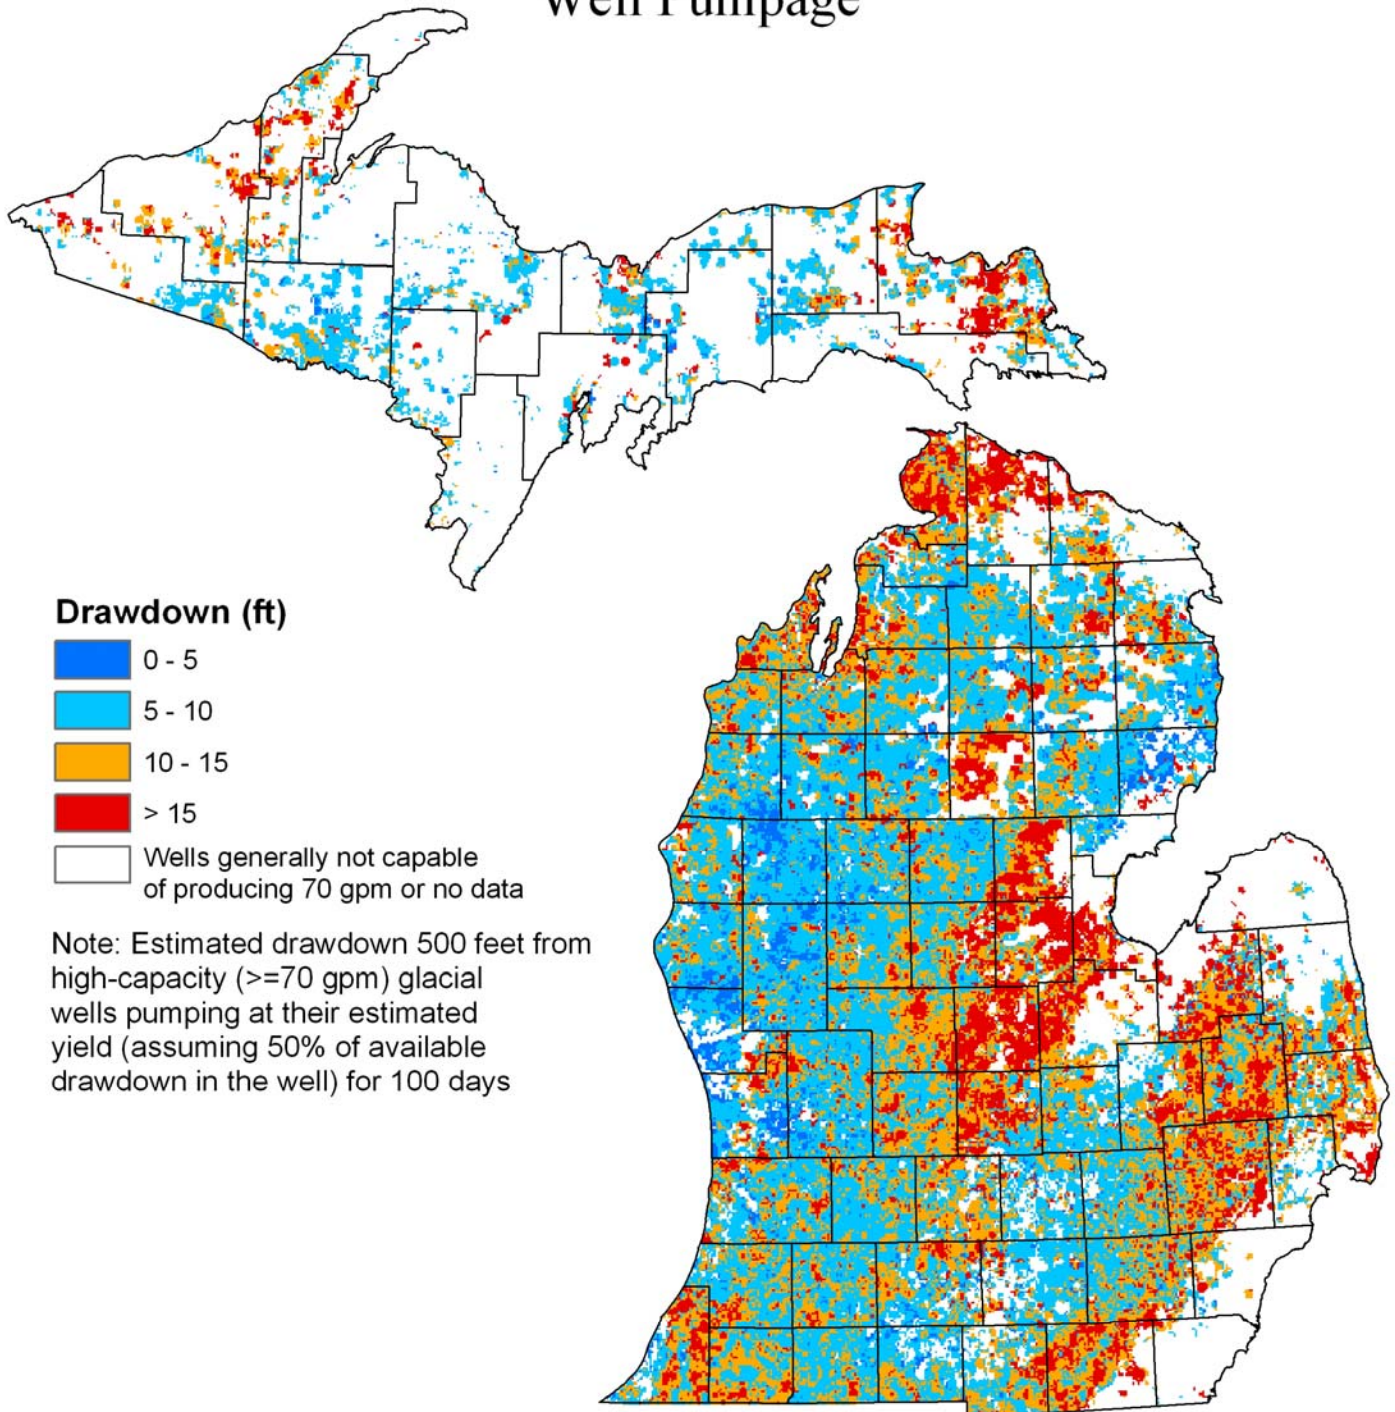 Well Pumpage
Drawdown (ft)
0 - 5
5 - 10
10 - 15
> 15
Wells generally not capable
of producing 70 gpm or no data
Note: Estimated drawdown 500 feet from
high-capacity (>=70 gpm) glacial
wells pumping at their estimated
yield (assuming 50% of available
drawdown in the well) for 100 days